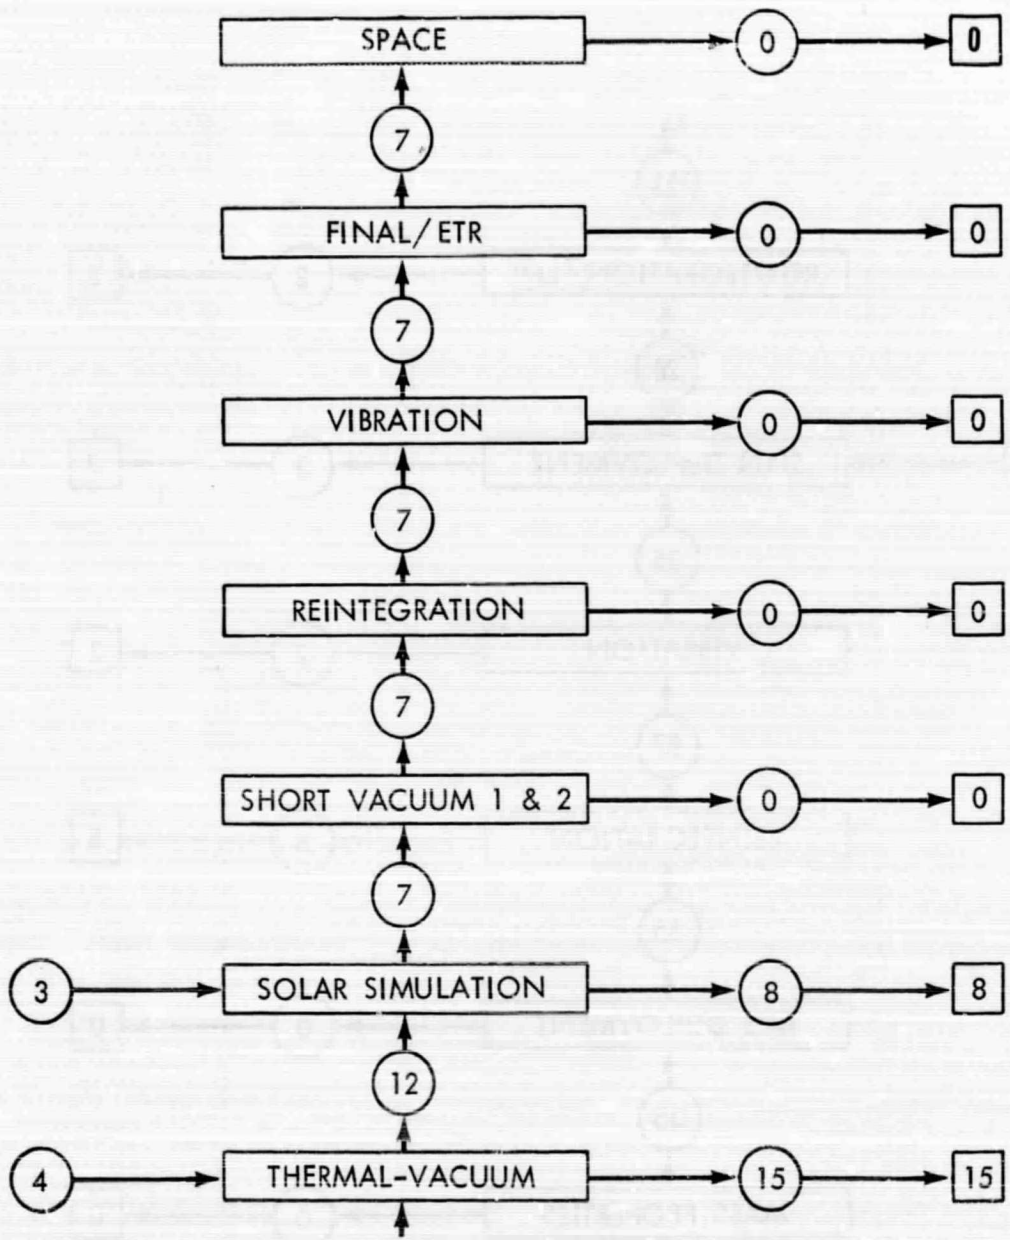 SPACE 0 0
7
FINAL/ETR 0 0
7
VIBRATION 0 0
7
REINTEGRATION 0 0
7
SHORT VACUUM 1 & 2 0 0
7
3 SOLAR SIMULATION 8 8
12
4 THERMAL-VACUUM 15 15